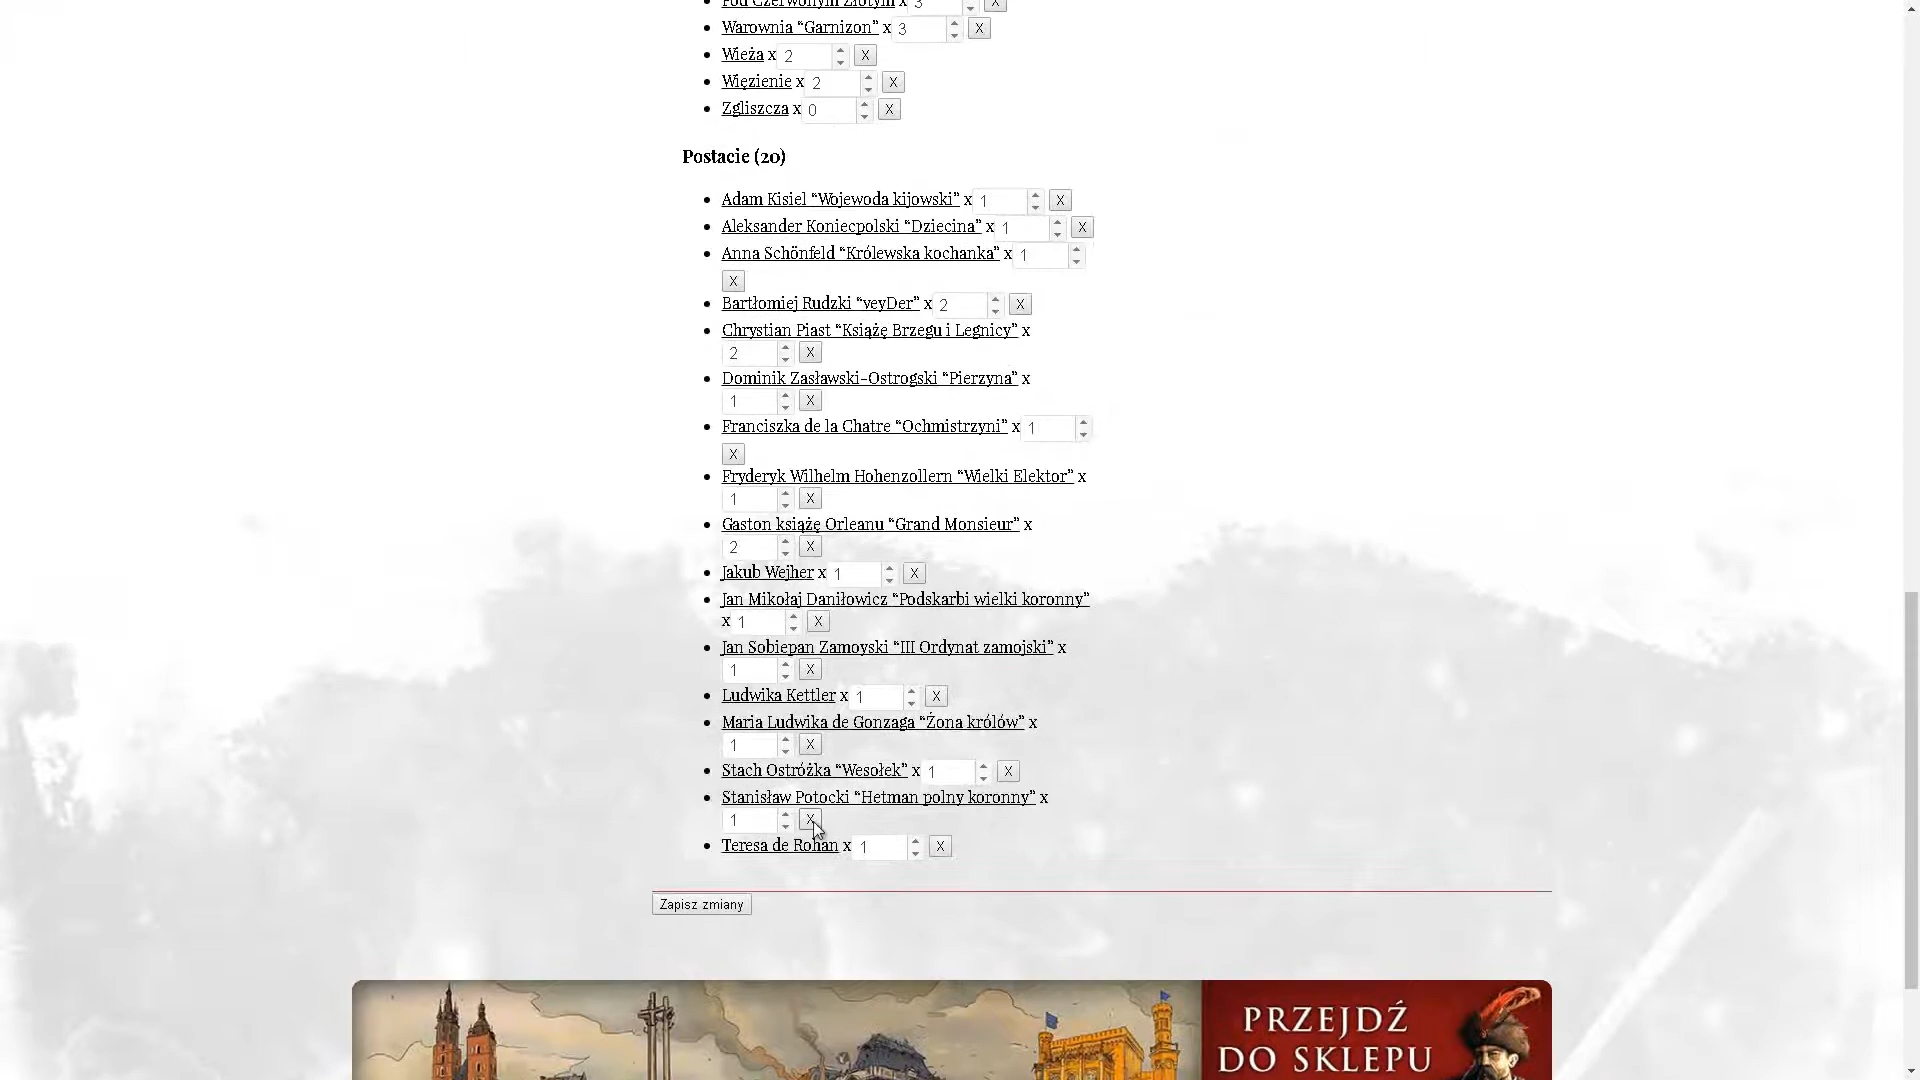 Pod Czerwonym Złotym x 3 X
Warownia “Garnizon” x 3 X
Wieża x 2 X
Więzienie x 2 X
Zgliszcza x 0 X
Postacie (20)
Adam Kisiel “Wojewoda kijowski” x 1 X
Aleksander Koniecpolski “Dziecina” x 1 X
Anna Schönfeld “Królewska kochanka” x 1
X
Bartłomiej Rudzki “veyDer” x 2 X
Chrystian Piast “Książę Brzegu i Legnicy” x
2 X
Dominik Zasławski-Ostrogski “Pierzyna” x
1 X
Franciszka de la Chatre “Ochmistrzyni” x 1
X
Fryderyk Wilhelm Hohenzollern “Wielki Elektor” x
1 X
Gaston książę Orleanu “Grand Monsieur” x
2 X
Jakub Wejher x 1 X
Jan Mikołaj Daniłowicz “Podskarbi wielki koronny”
x 1 X
Jan Sobiepan Zamoyski “III Ordynat zamojski” x
1 X
Ludwika Kettler x 1 X
Maria Ludwika de Gonzaga “Żona królów” x
1 X
Stach Ostróżka “Wesołek” x 1 X
Stanisław Potocki “Hetman polny koronny” x
1 X
Teresa de Rohan x 1 X
Zapisz zmiany
PRZEJDŹ
DO SKLEPU